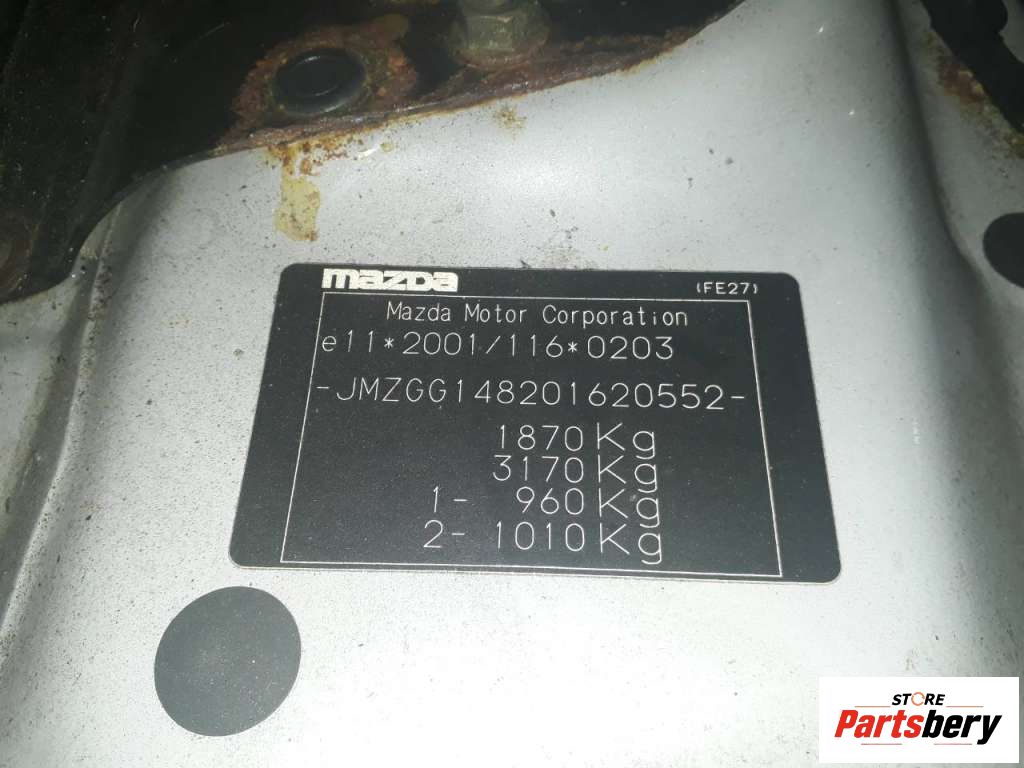 mazda
(FE27)
Mazda Motor Corporation
e11*2001/116*0203
-JMZGG148201620552-
1870Kg
3170Kg
1- 960Kg
2- 1010Kg
STORE
Partsbery